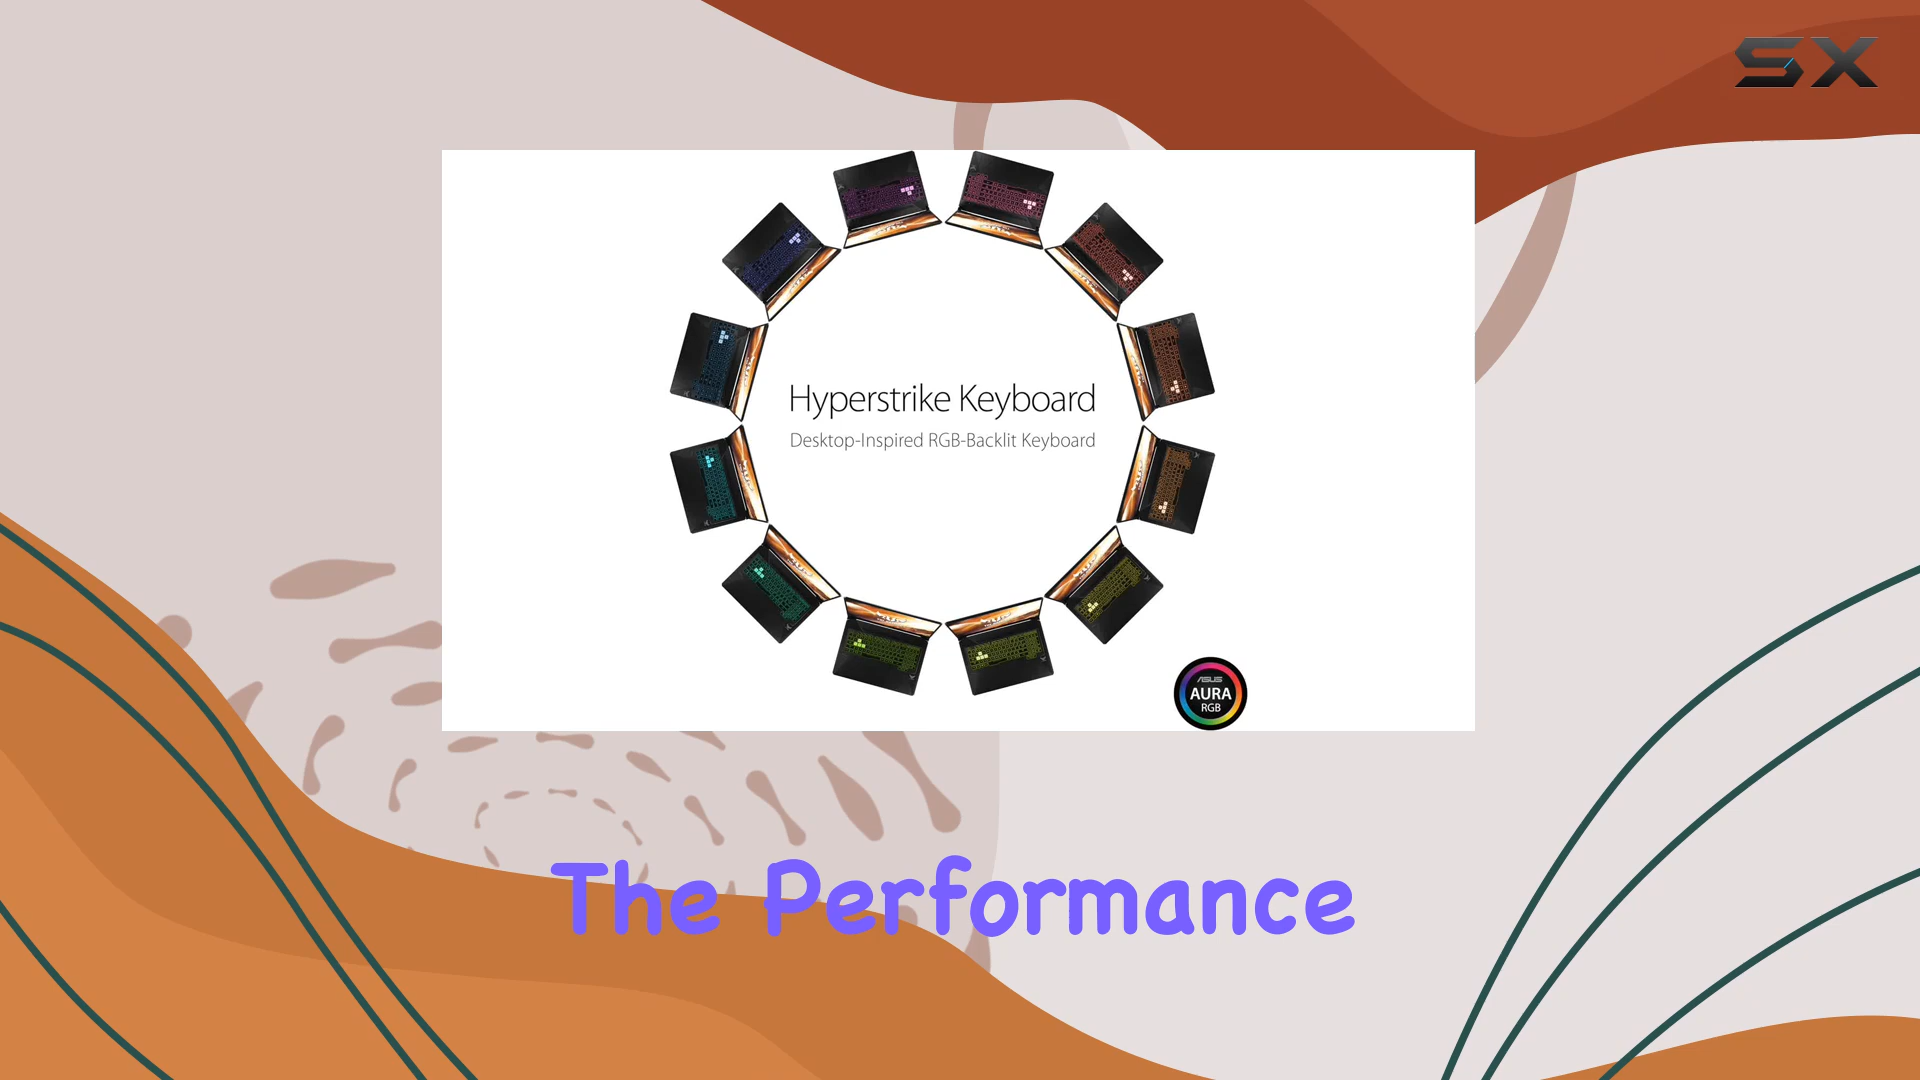 SX
Hyperstrike Keyboard
Desktop-Inspired RGB-Backlit Keyboard
ASUS
AURA
RGB
The Performance